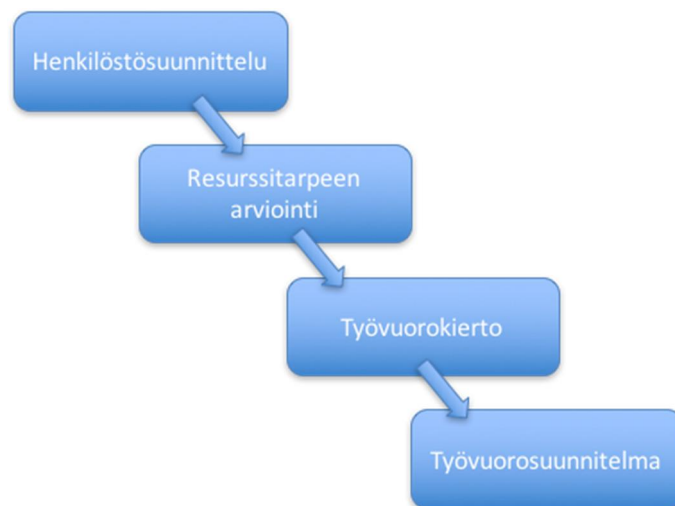 Henkilöstösuunnittelu
Resurssitarpeen
arviointi
Työvuorokierto
Työvuorosuunnitelma